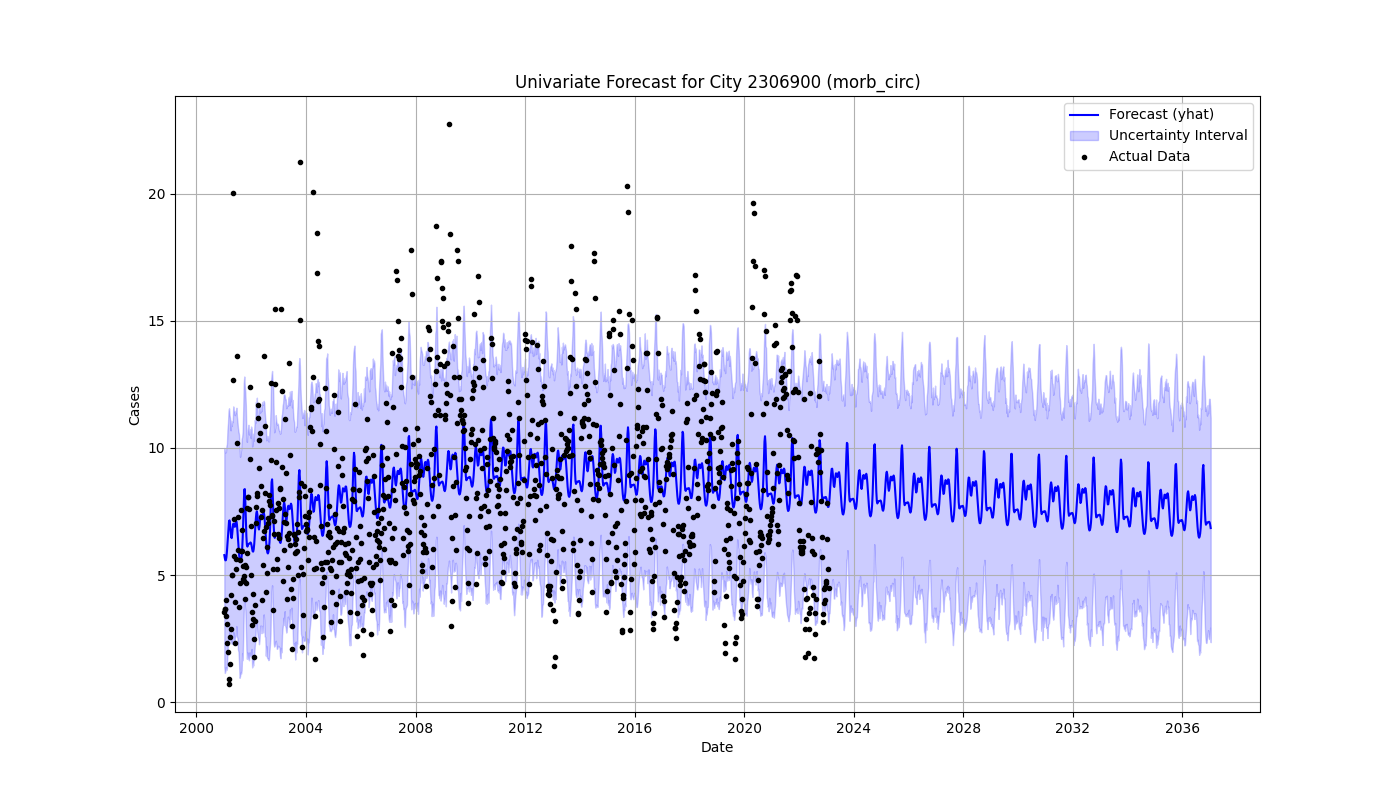 Univariate Forecast for City 2306900 (morb_circ)
Forecast (yhat)
Uncertainty Interval
Actual Data
Cases
20
15
10
5
0
2000 2004 2008 2012 2016 2020 2024 2028 2032 2036
Date